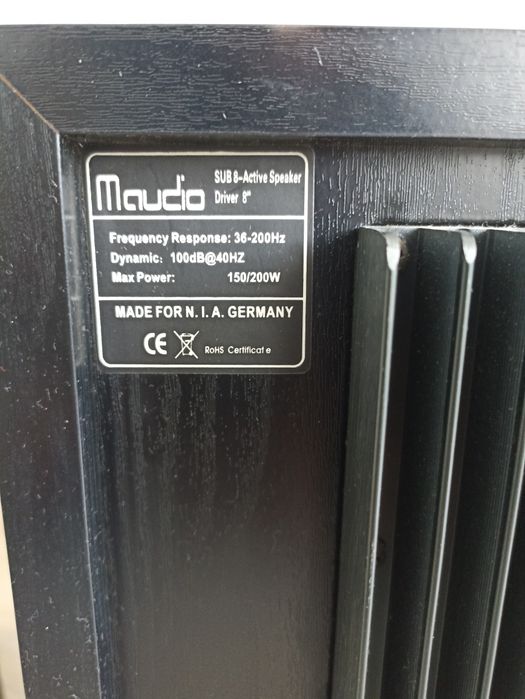 Maudio
SUB 8-Active Speaker
Driver 8"
Frequency Response: 36-200Hz
Dynamic: 100dB@40HZ
Max Power: 150/200W
MADE FOR N. I. A. GERMANY
CE RoHS Certificate